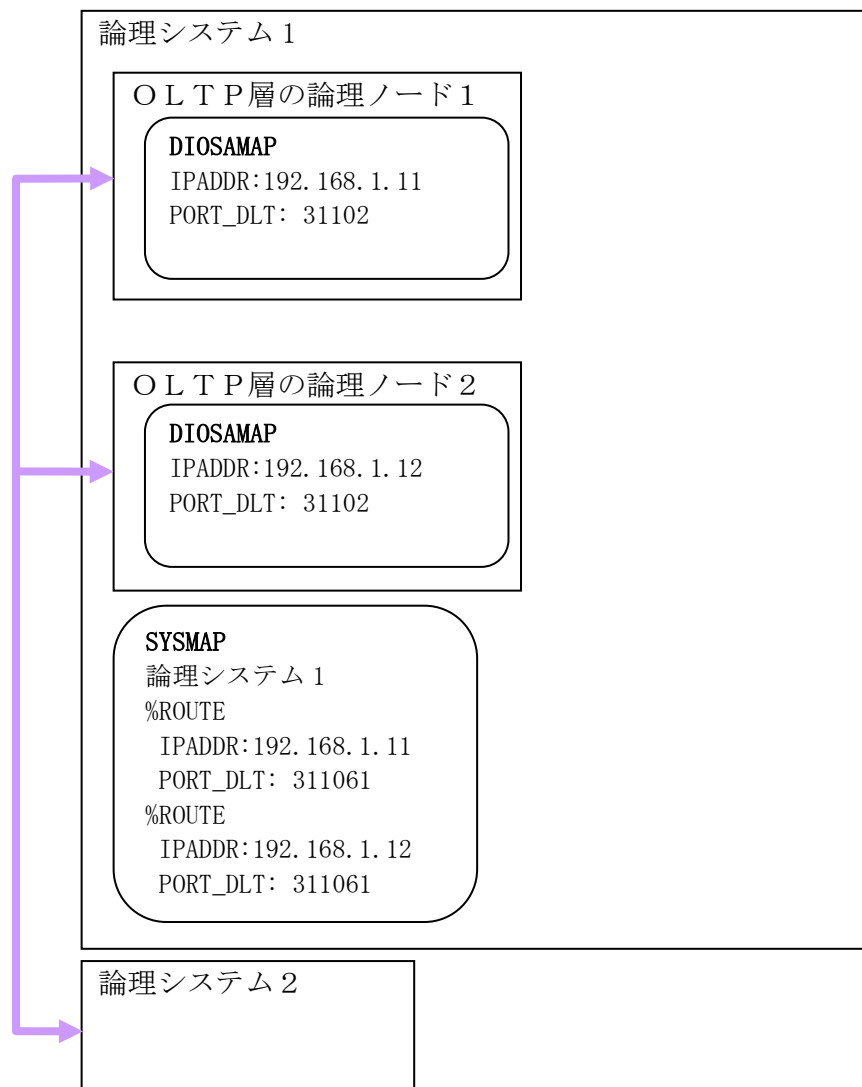 論理システム1
OLTP層の論理ノード1
DIOSAMAP
IPADDR:192.168.1.11
PORT_DLT: 31102
OLTP層の論理ノード2
DIOSAMAP
IPADDR:192.168.1.12
PORT_DLT: 31102
SYSMAP
論理システム1
%ROUTE
IPADDR:192.168.1.11
PORT_DLT: 311061
%ROUTE
IPADDR:192.168.1.12
PORT_DLT: 311061
論理システム2